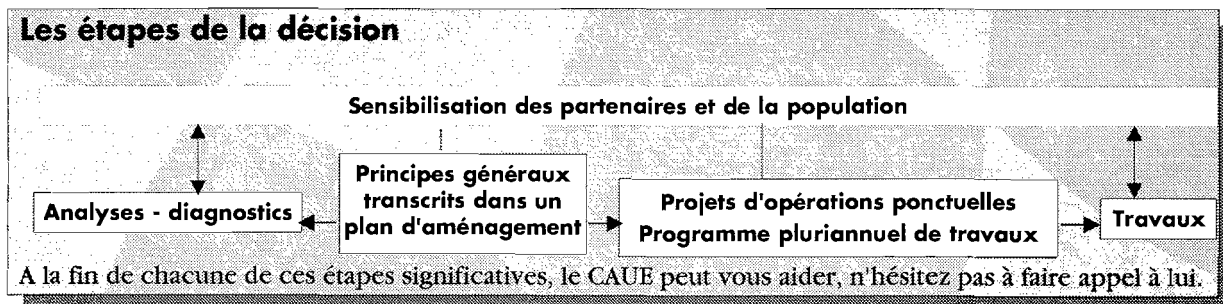 Les étapes de la décision
Sensibilisation des partenaires et de la population
Analyses - diagnostics
Principes généraux
transcrits dans un
plan d'aménagement
Projets d'opérations ponctuelles
Programme pluriannuel de travaux
Travaux
A la fin de chacune de ces étapes significatives, le CAUE peut vous aider, n'hésitez pas à faire appel à lui.